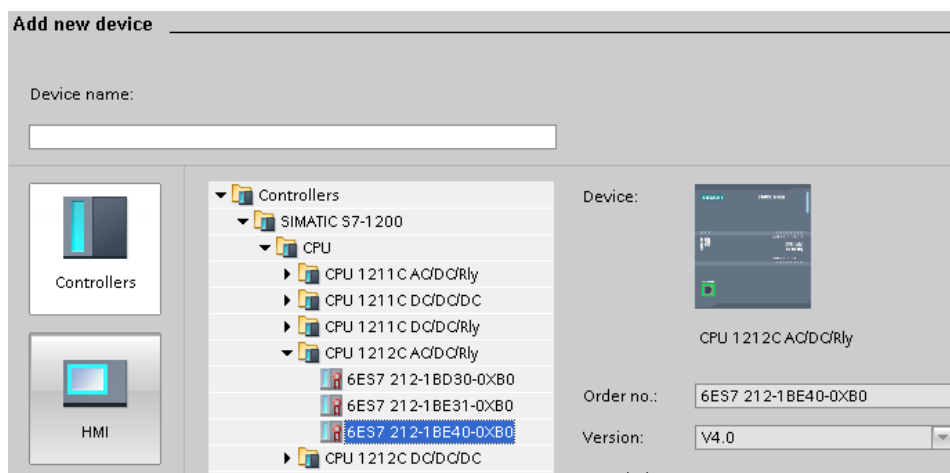 Add new device
Device name:
Controllers
HMI
Controllers
SIMATIC S7-1200
CPU
CPU 1211C AC/DC/Rly
CPU 1211C DC/DC/DC
CPU 1211C DC/DC/Rly
CPU 1212C AC/DC/Rly
6ES7 212-1BD30-0XB0
6ES7 212-1BE31-0XB0
6ES7 212-1BE40-0XB0
CPU 1212C DC/DC/DC
Device:
CPU 1212C AC/DC/Rly
Order no.:
6ES7 212-1BE40-0XB0
Version:
V4.0